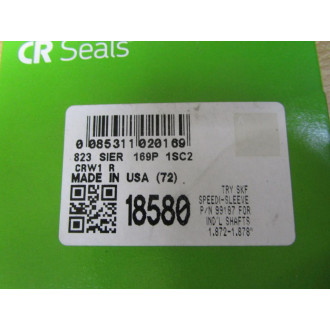 CR Seals
0 085311 020169
823 SIER 169P 1SC2
CRW1 R
MADE IN USA (72)
18580
TRY SKF
SPEEDI-SLEEVE
P/N 99187 FOR
IND'L SHAFTS
1.872-1.878"